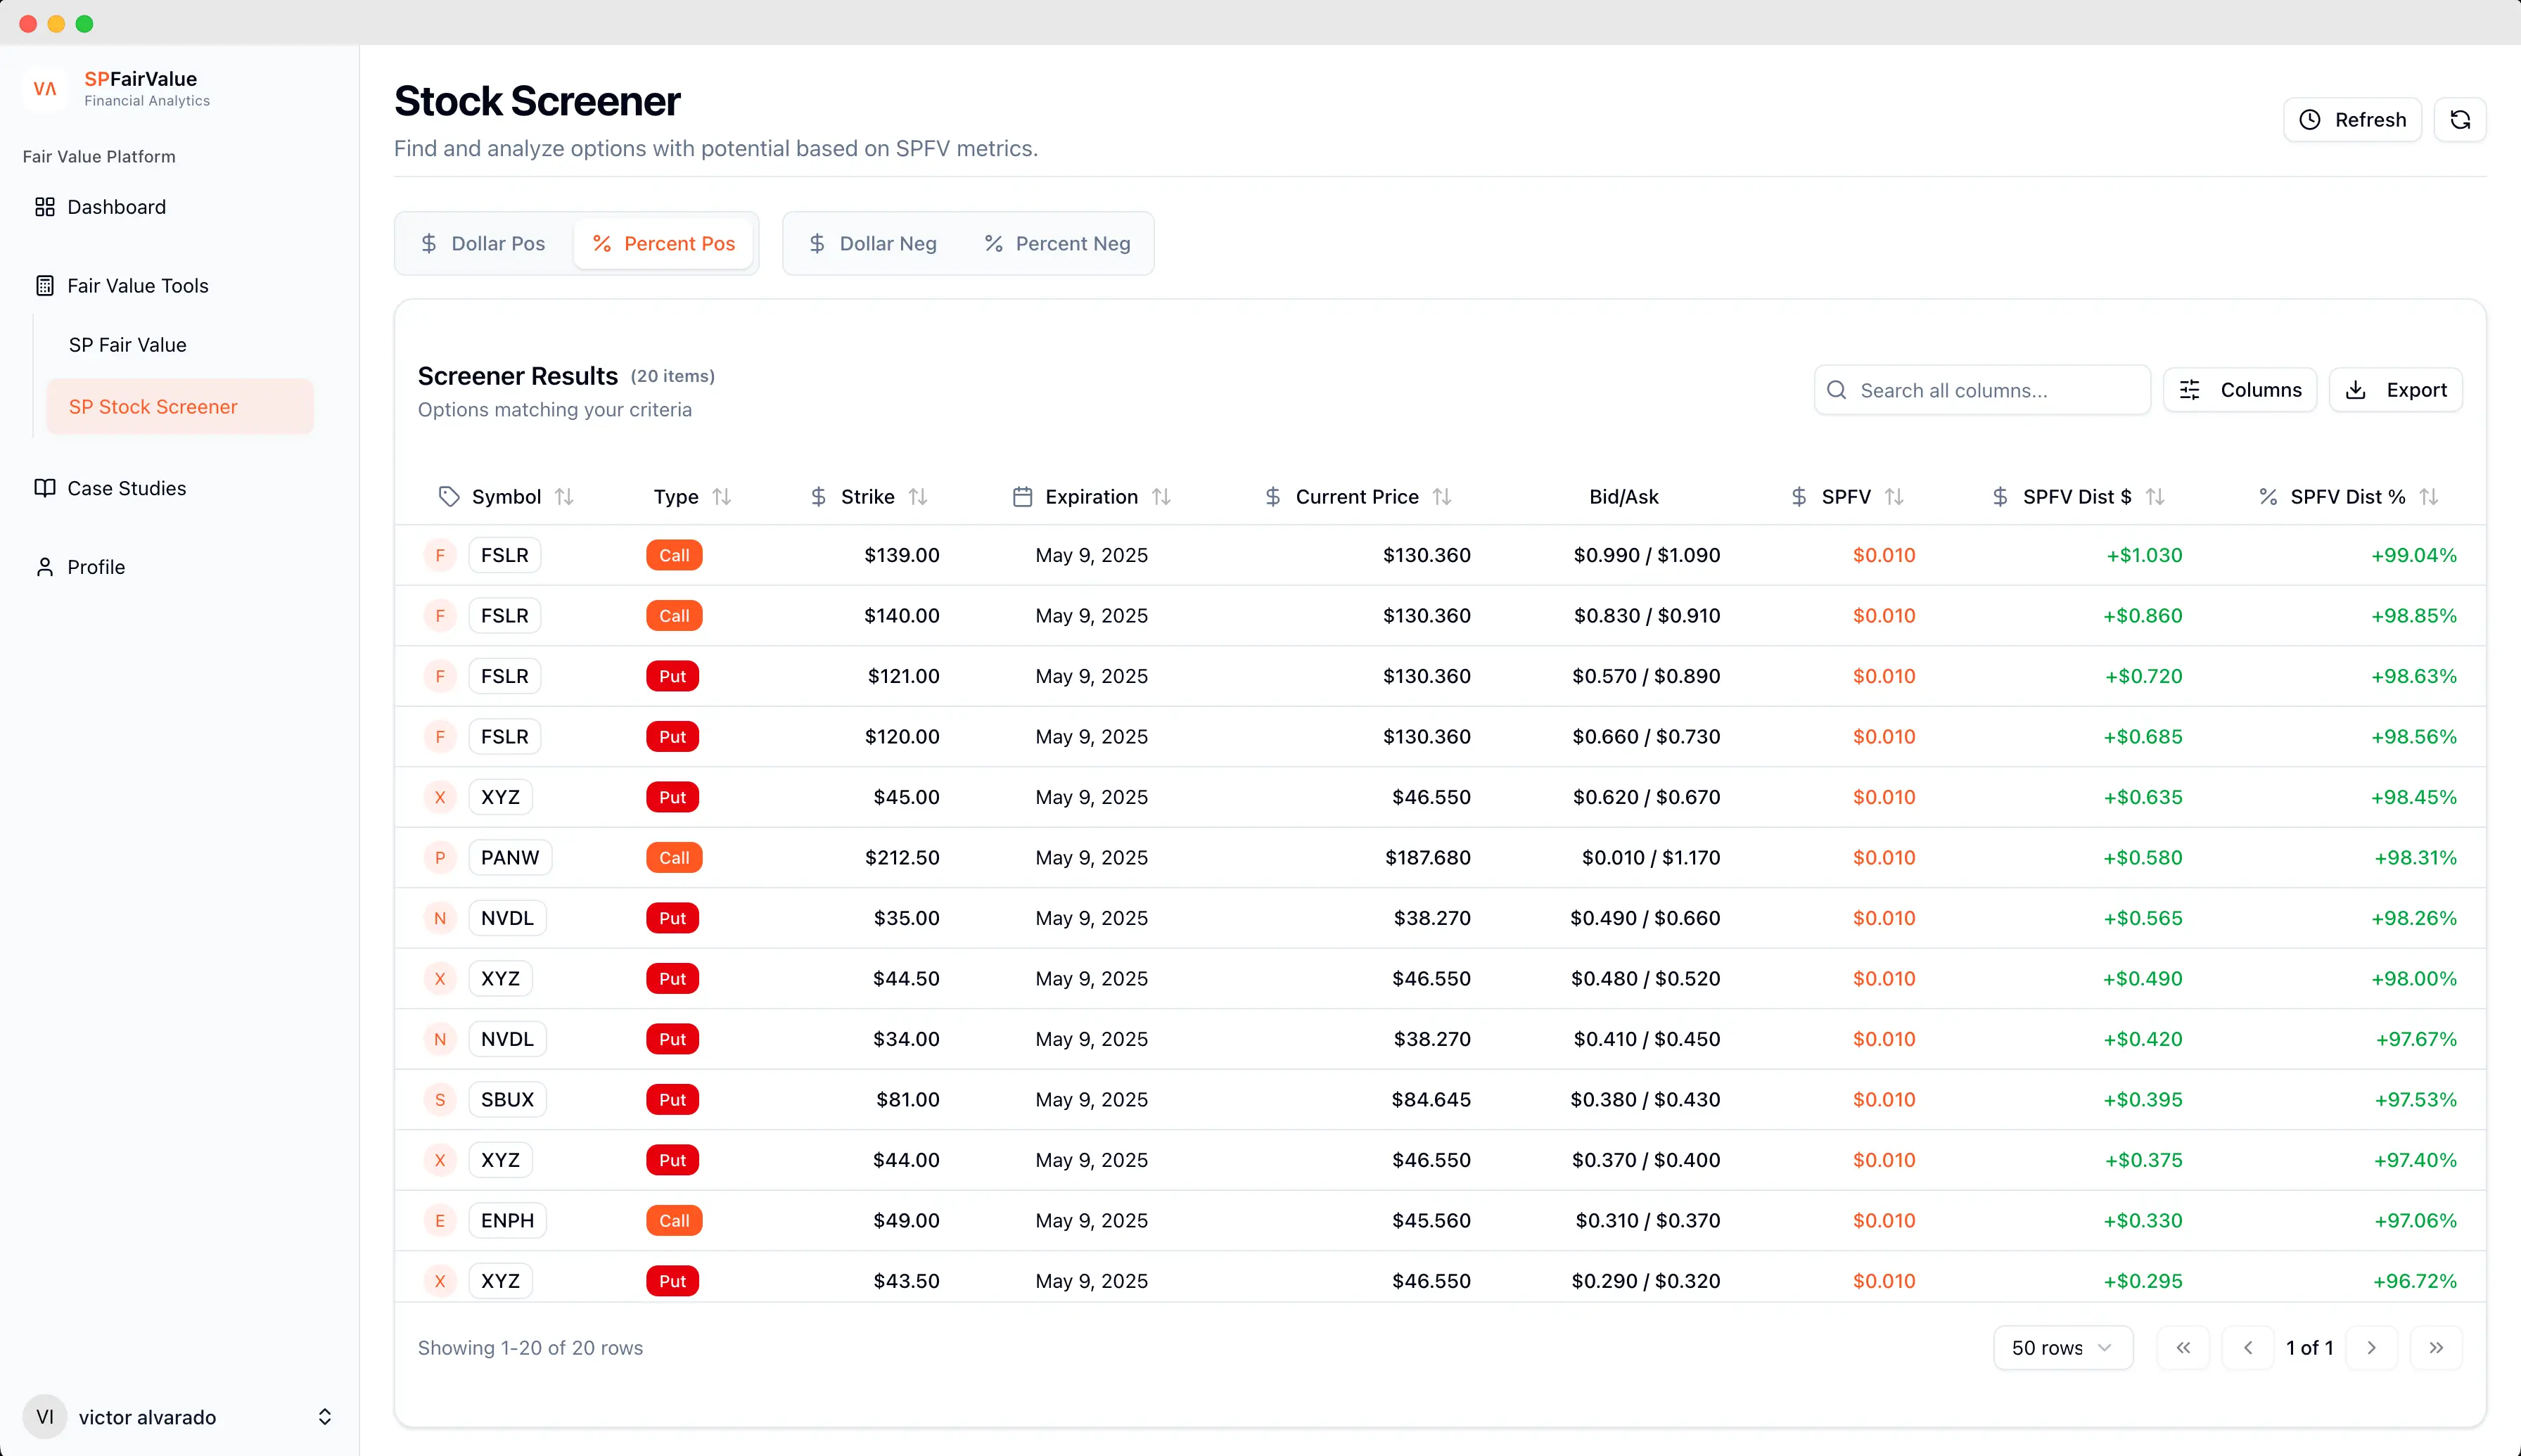 SPFairValue
Financial Analytics
Fair Value Platform
Dashboard
Fair Value Tools
SP Fair Value
SP Stock Screener
Case Studies
Profile
VI victor alvarado
Stock Screener
Find and analyze options with potential based on SPFV metrics.
Refresh
$ Dollar Pos % Percent Pos $ Dollar Neg % Percent Neg
Screener Results (20 items)
Options matching your criteria
Search all columns... Columns Export
Symbol Type $ Strike Expiration $ Current Price Bid/Ask $ SPFV $ SPFV Dist $ % SPFV Dist %
F FSLR Call $139.00 May 9, 2025 $130.360 $0.990 / $1.090 $0.010 +$1.030 +99.04%
F FSLR Call $140.00 May 9, 2025 $130.360 $0.830 / $0.910 $0.010 +$0.860 +98.85%
F FSLR Put $121.00 May 9, 2025 $130.360 $0.570 / $0.890 $0.010 +$0.720 +98.63%
F FSLR Put $120.00 May 9, 2025 $130.360 $0.660 / $0.730 $0.010 +$0.685 +98.56%
X XYZ Put $45.00 May 9, 2025 $46.550 $0.620 / $0.670 $0.010 +$0.635 +98.45%
P PANW Call $212.50 May 9, 2025 $187.680 $0.010 / $1.170 $0.010 +$0.580 +98.31%
N NVDL Put $35.00 May 9, 2025 $38.270 $0.490 / $0.660 $0.010 +$0.565 +98.26%
X XYZ Put $44.50 May 9, 2025 $46.550 $0.480 / $0.520 $0.010 +$0.490 +98.00%
N NVDL Put $34.00 May 9, 2025 $38.270 $0.410 / $0.450 $0.010 +$0.420 +97.67%
S SBUX Put $81.00 May 9, 2025 $84.645 $0.380 / $0.430 $0.010 +$0.395 +97.53%
X XYZ Put $44.00 May 9, 2025 $46.550 $0.370 / $0.400 $0.010 +$0.375 +97.40%
E ENPH Call $49.00 May 9, 2025 $45.560 $0.310 / $0.370 $0.010 +$0.330 +97.06%
X XYZ Put $43.50 May 9, 2025 $46.550 $0.290 / $0.320 $0.010 +$0.295 +96.72%
Showing 1-20 of 20 rows
50 rows 1 of 1